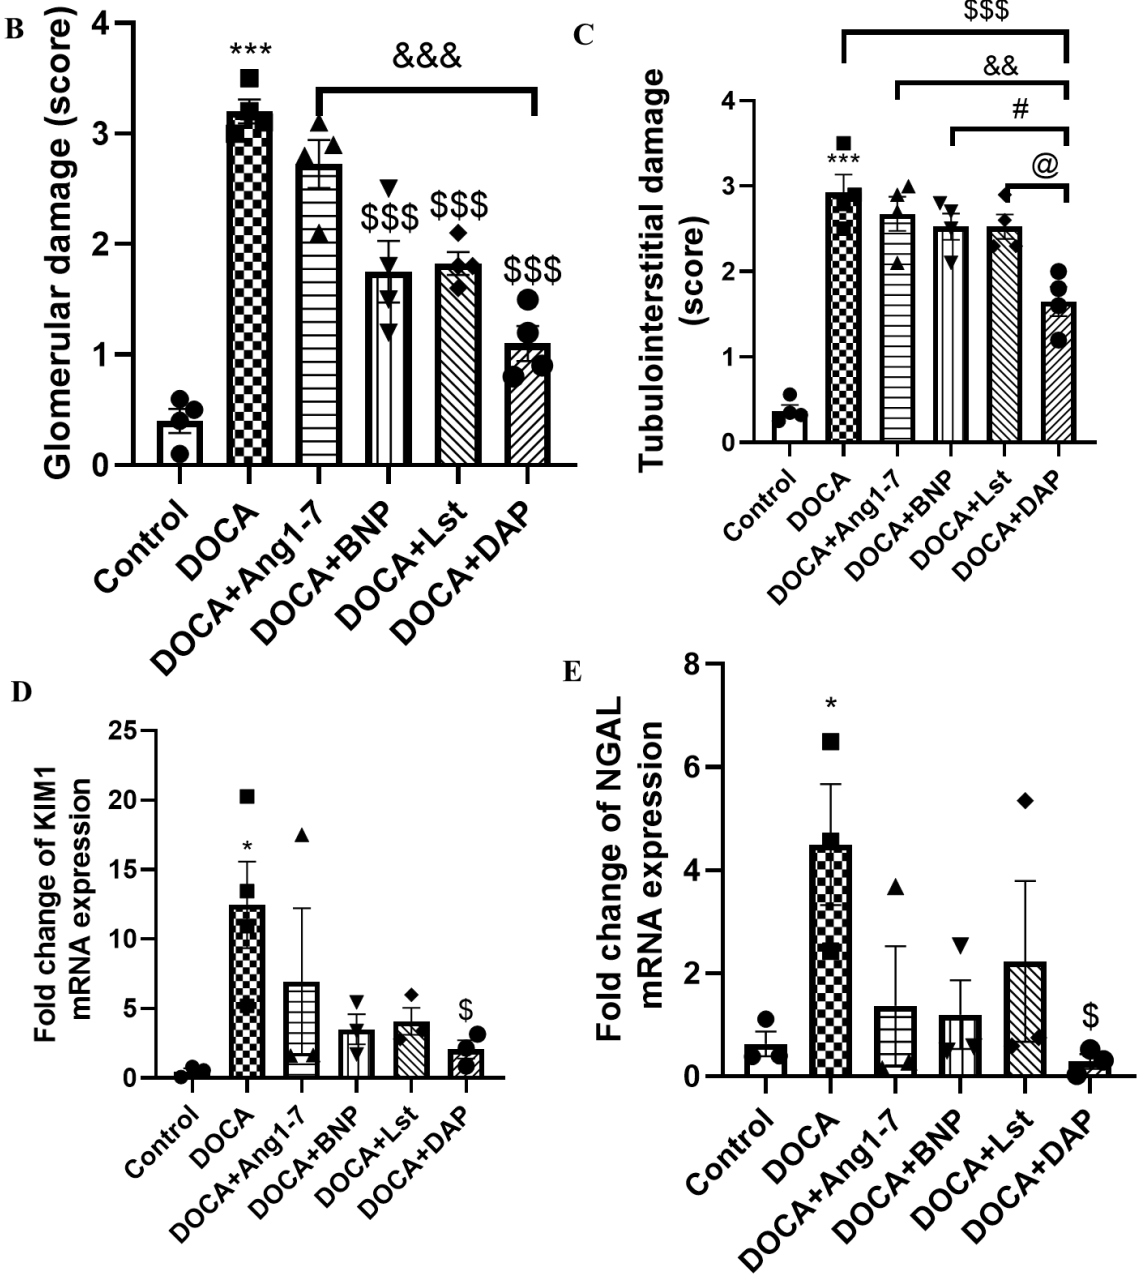 B
Glomerular damage (score)
4
3
2
1
0
***
&&&
$$$
$$$
$$$
Control
DOCA
DOCA+Ang1-7
DOCA+BNP
DOCA+Lst
DOCA+DAP
C
Tubulointerstitial damage
(score)
4
3
2
1
0
$$$
&&
#
@
***
Control
DOCA
DOCA+Ang1-7
DOCA+BNP
DOCA+Lst
DOCA+DAP
D
Fold change of KIM1
mRNA expression
25
20
15
10
5
0
*
$
Control
DOCA
DOCA+Ang1-7
DOCA+BNP
DOCA+Lst
DOCA+DAP
E
Fold change of NGAL
mRNA expression
8
6
4
2
0
*
$
Control
DOCA
DOCA+Ang1-7
DOCA+BNP
DOCA+Lst
DOCA+DAP